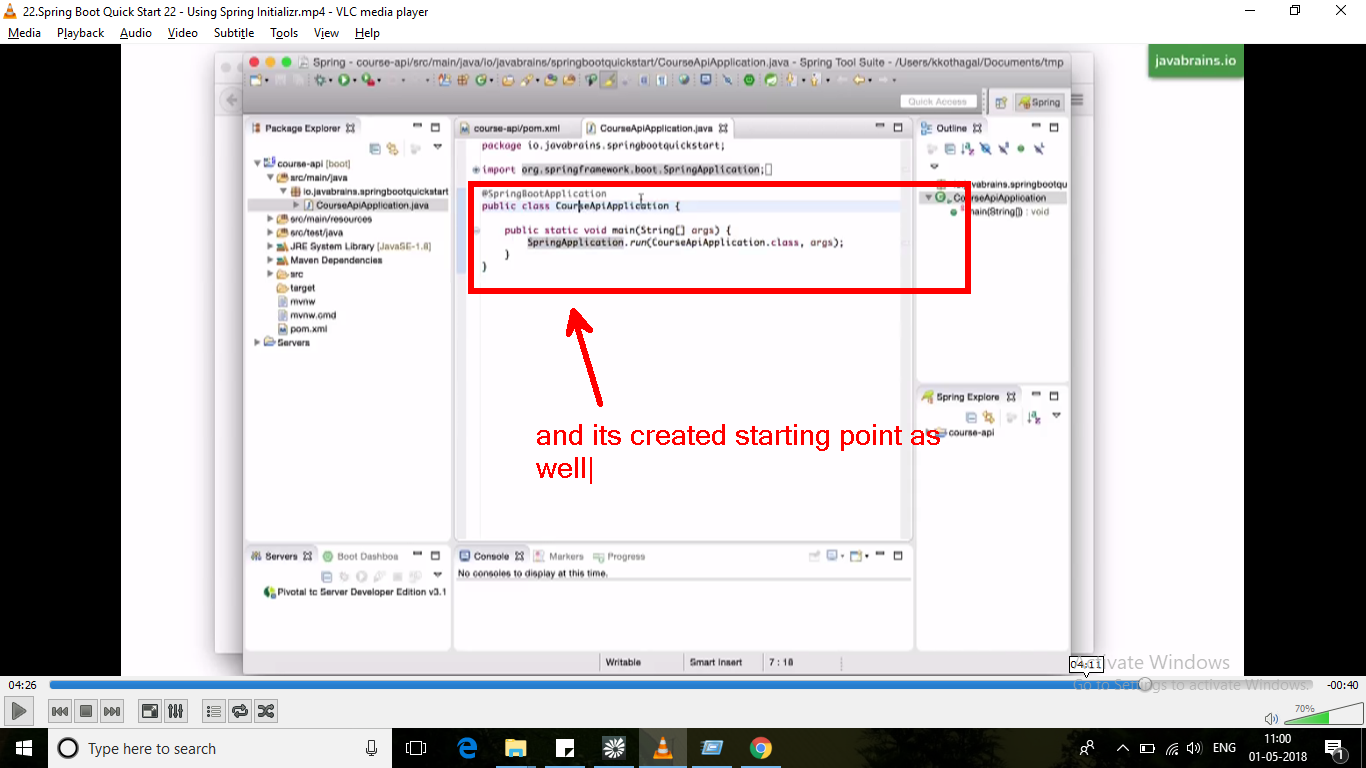 22.Spring Boot Quick Start 22 - Using Spring Initializr.mp4 - VLC media player
Media Playback Audio Video Subtitle Tools View Help
Spring - course-api/src/main/java/io/javabrains/springbootquickstart/CourseApiApplication.java - Spring Tool Suite - /Users/kkothagal/Documents/tmp
javabrains.io
Quick Access
Spring
Package Explorer
course-api/pom.xml
CourseApiApplication.java
Outline
package io.javabrains.springbootquickstart;
import org.springframework.boot.SpringApplication;
@SpringBootApplication
public class CourseApiApplication {
public static void main(String[] args) {
SpringApplication.run(CourseApiApplication.class, args);
}
}
course-api [boot]
src/main/java
io.javabrains.springbootquickstart
CourseApiApplication.java
src/main/resources
src/test/java
JRE System Library [JavaSE-1.8]
Maven Dependencies
src
target
mvnw
mvnw.cmd
pom.xml
Servers
javabrains.springbootqu
CourseApiApplication
main(String[]) : void
and its created starting point as
well
Spring Explore
course-api
Servers
Boot Dashboa
Pivotal tc Server Developer Edition v3.1
Console
Markers
Progress
No consoles to display at this time.
Writable
Smart Insert
7 : 18
04:11
Activate Windows
Go to Settings to activate Windows.
04:26
-00:40
70%
Type here to search
ENG
11:00
01-05-2018
1